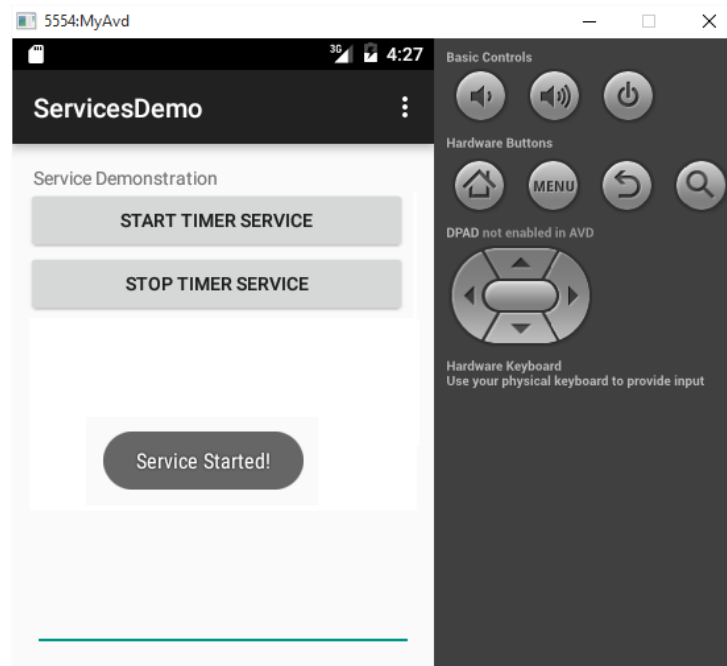 5554:MyAvd
3G 4:27
ServicesDemo
Service Demonstration
START TIMER SERVICE
STOP TIMER SERVICE
Service Started!
Basic Controls
Hardware Buttons
MENU
DPAD not enabled in AVD
Hardware Keyboard
Use your physical keyboard to provide input